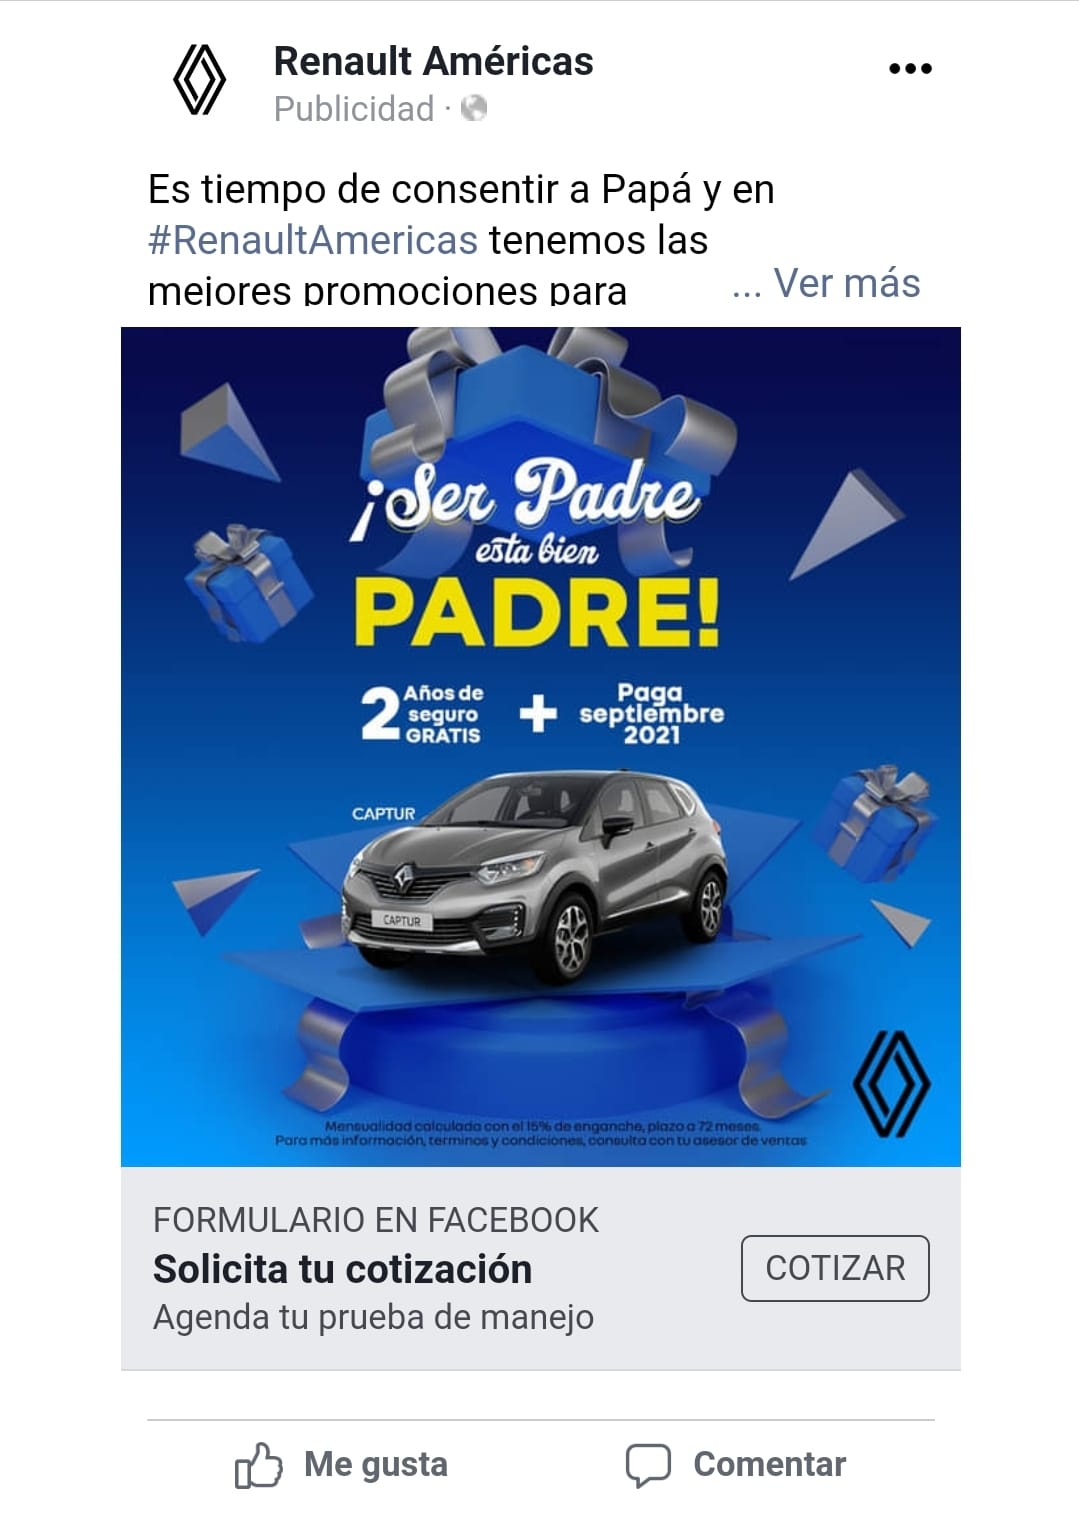 Renault Américas
Publicidad ·
Es tiempo de consentir a Papá y en
#RenaultAmericas tenemos las
mejores promociones para
... Ver más
¡Ser Padre
esta bien
PADRE!
2 Años de
seguro
GRATIS
+
Paga
septiembre
2021
CAPTUR
CAPTUR
Mensualidad calculada con el 15% de enganche, plazo a 72 meses.
Para más información, terminos y condiciones, consulta con tu asesor de ventas
FORMULARIO EN FACEBOOK
Solicita tu cotización
Agenda tu prueba de manejo
COTIZAR
Me gusta
Comentar